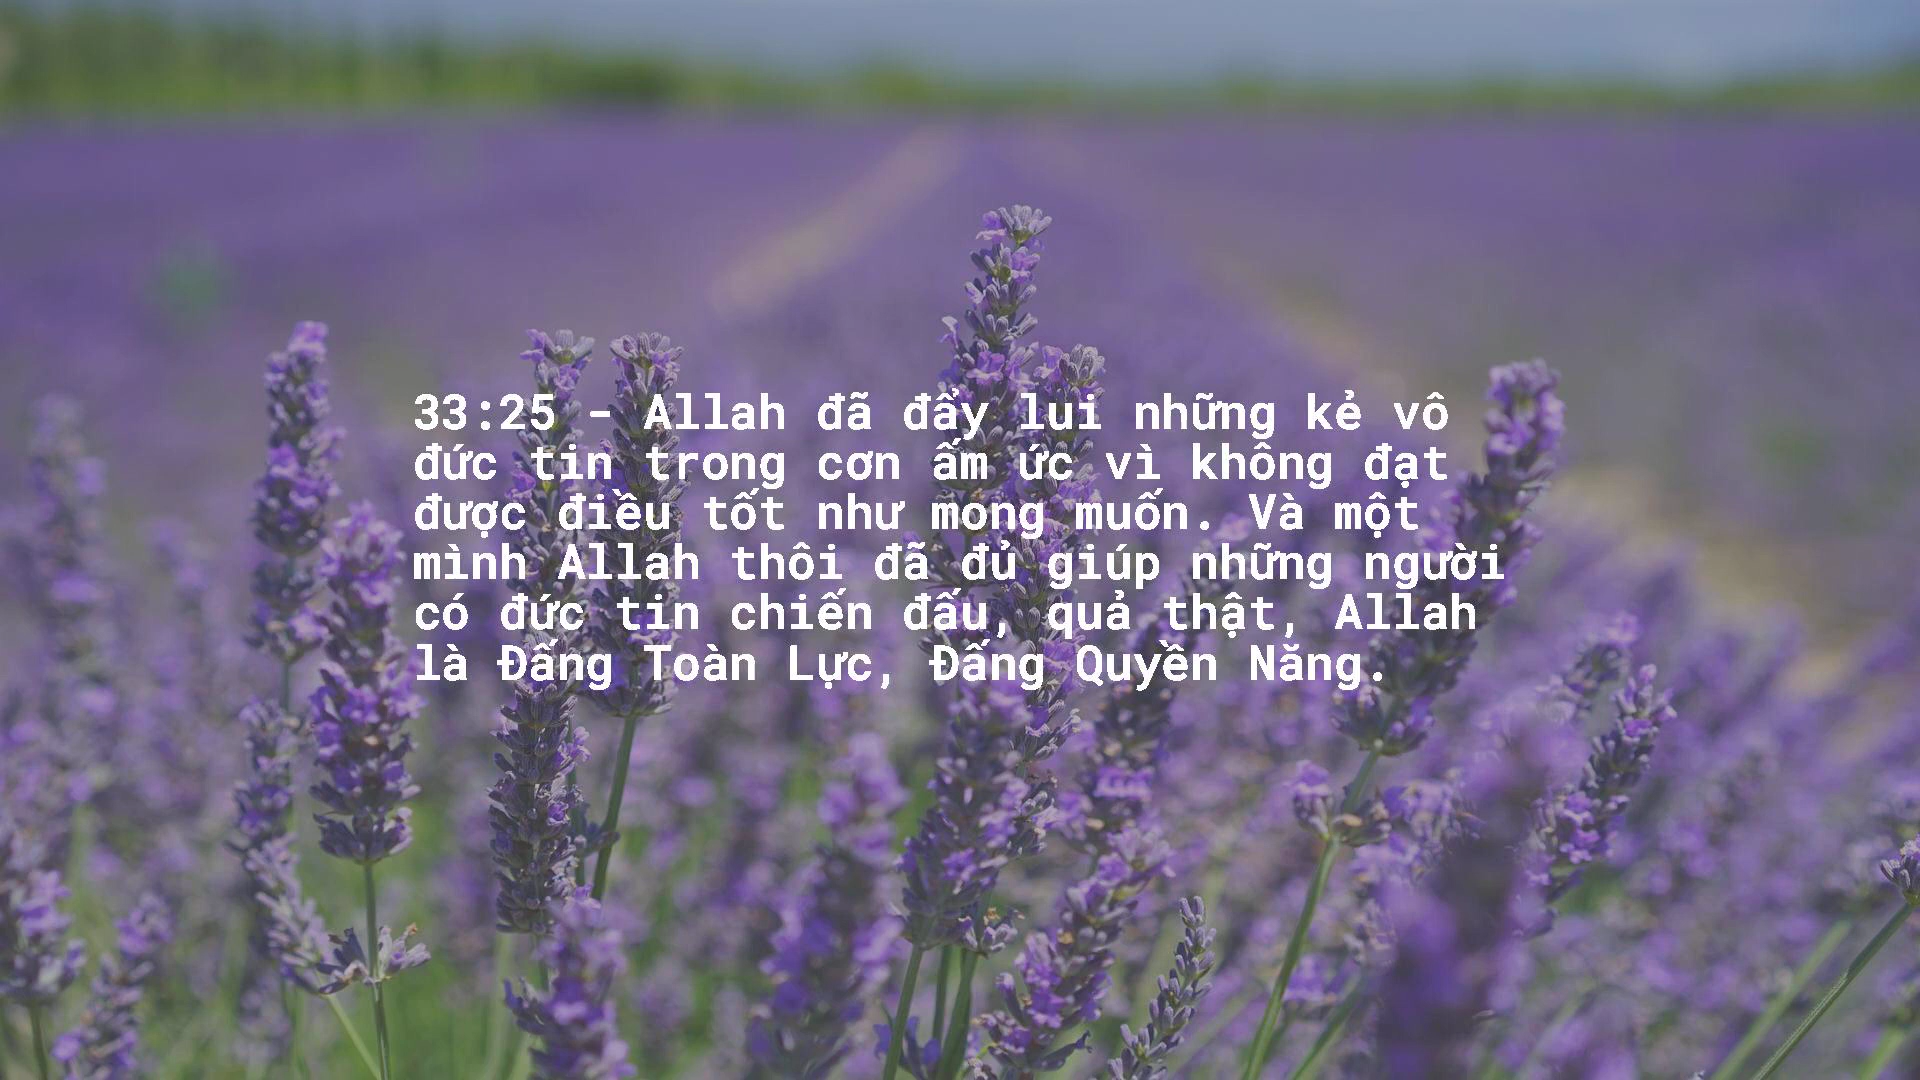 33:25 - Allah đã đẩy lui những kẻ vô
đức tin trong cơn ấm ức vì không đạt
được điều tốt như mong muốn. Và một
mình Allah thôi đã đủ giúp những người
có đức tin chiến đấu, quả thật, Allah
là Đấng Toàn Lực, Đấng Quyền Năng.